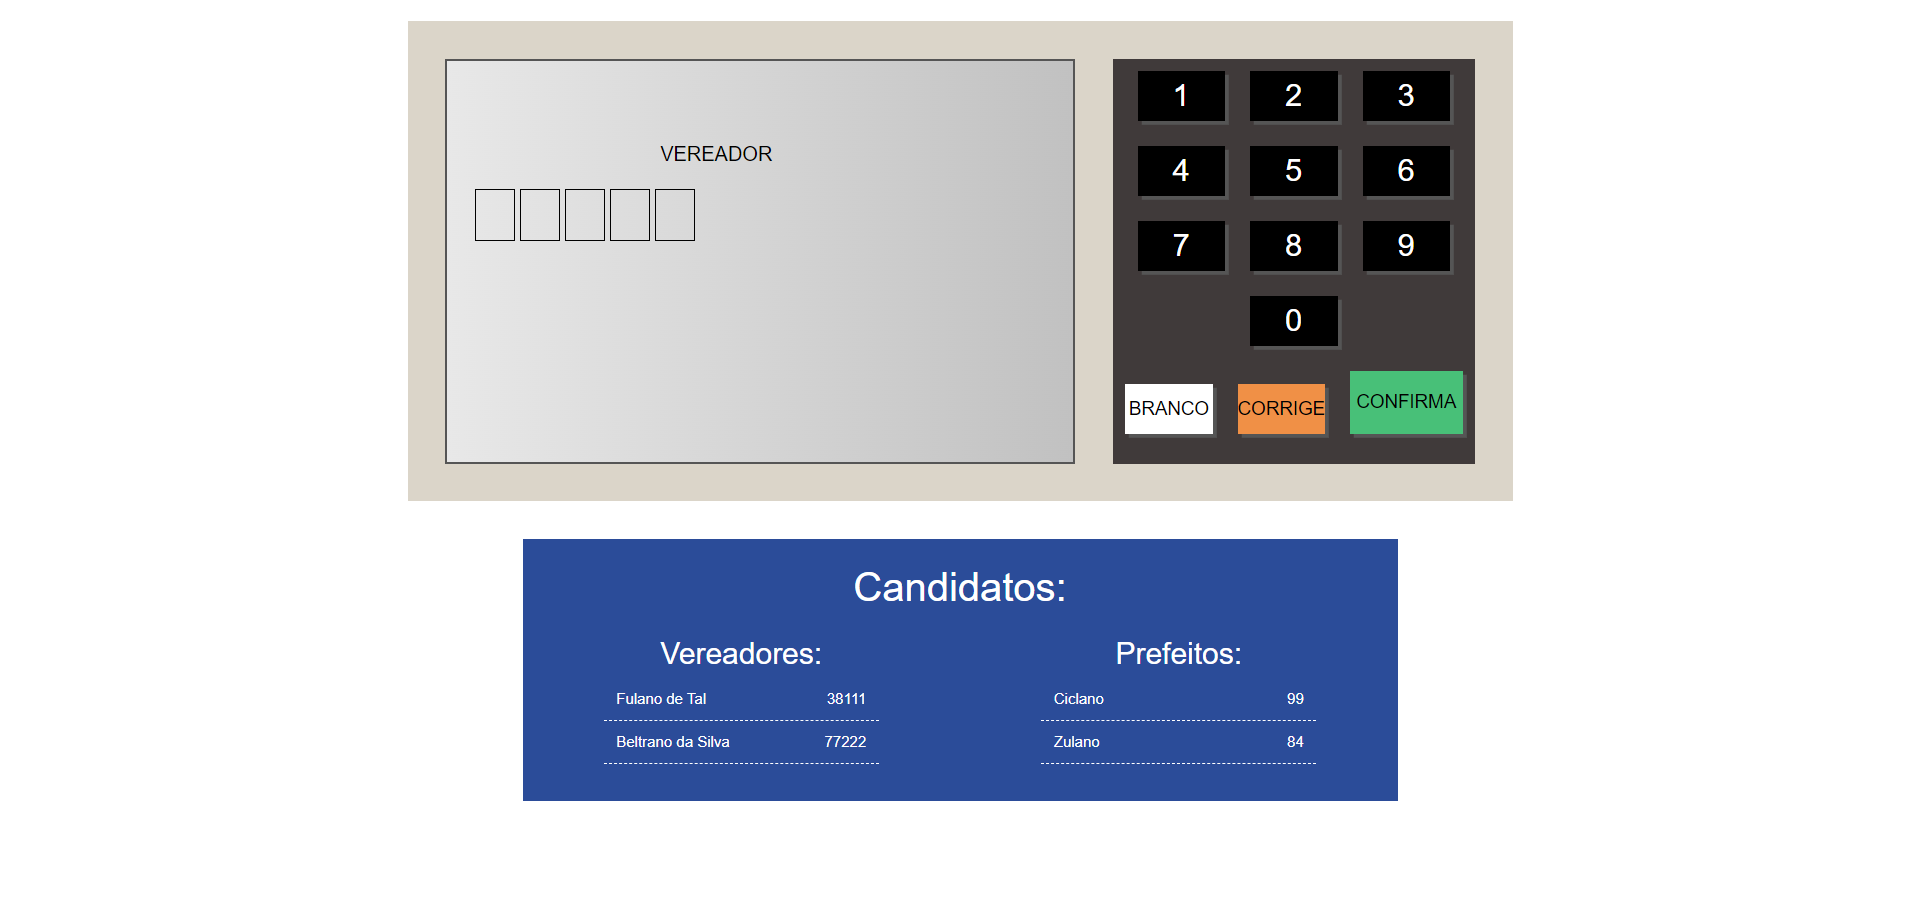 VEREADOR
1 2 3
4 5 6
7 8 9
0
BRANCO CORRIGE CONFIRMA
Candidatos:
Vereadores:
Fulano de Tal 38111
Beltrano da Silva 77222
Prefeitos:
Ciclano 99
Zulano 84